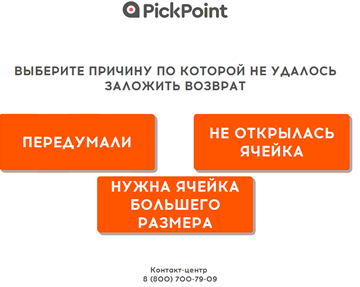 PickPoint
ВЫБЕРИТЕ ПРИЧИНУ ПО КОТОРОЙ НЕ УДАЛОСЬ
ЗАЛОЖИТЬ ВОЗВРАТ
ПЕРЕДУМАЛИ
НЕ ОТКРЫЛАСЬ
ЯЧЕЙКА
НУЖНА ЯЧЕЙКА
БОЛЬШЕГО
РАЗМЕРА
Контакт-центр
8 (800) 700-79-09